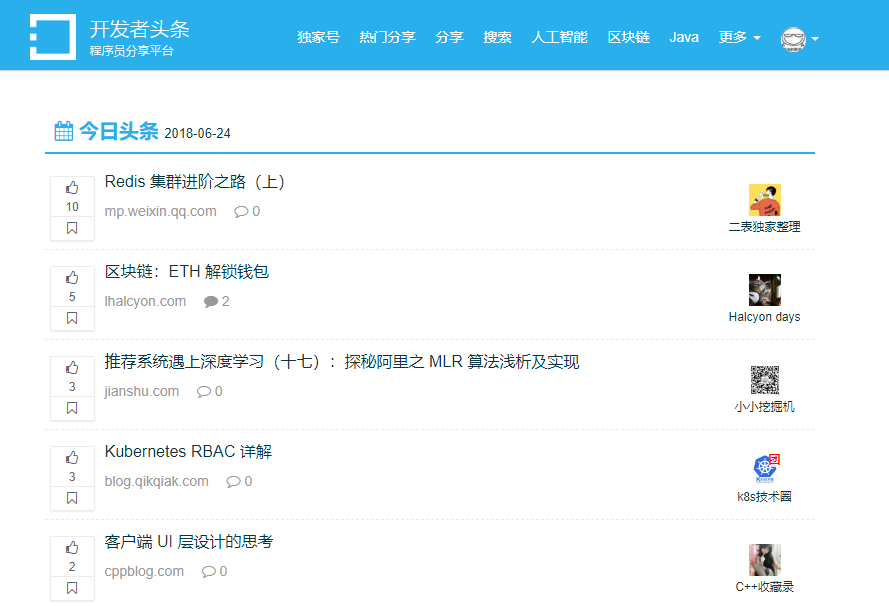 开发者头条
程序员分享平台
独家号 热门分享 分享 搜索 人工智能 区块链 Java 更多
今日头条 2018-06-24
Redis 集群进阶之路（上）
10
mp.weixin.qq.com 0
二表独家整理
区块链：ETH 解锁钱包
5
lhalcyon.com 2
Halcyon days
推荐系统遇上深度学习（十七）：探秘阿里之 MLR 算法浅析及实现
3
jianshu.com 0
小小挖掘机
Kubernetes RBAC 详解
3
blog.qikqiak.com 0
团
k8s技术圈
客户端 UI 层设计的思考
2
cppblog.com 0
C++收藏录